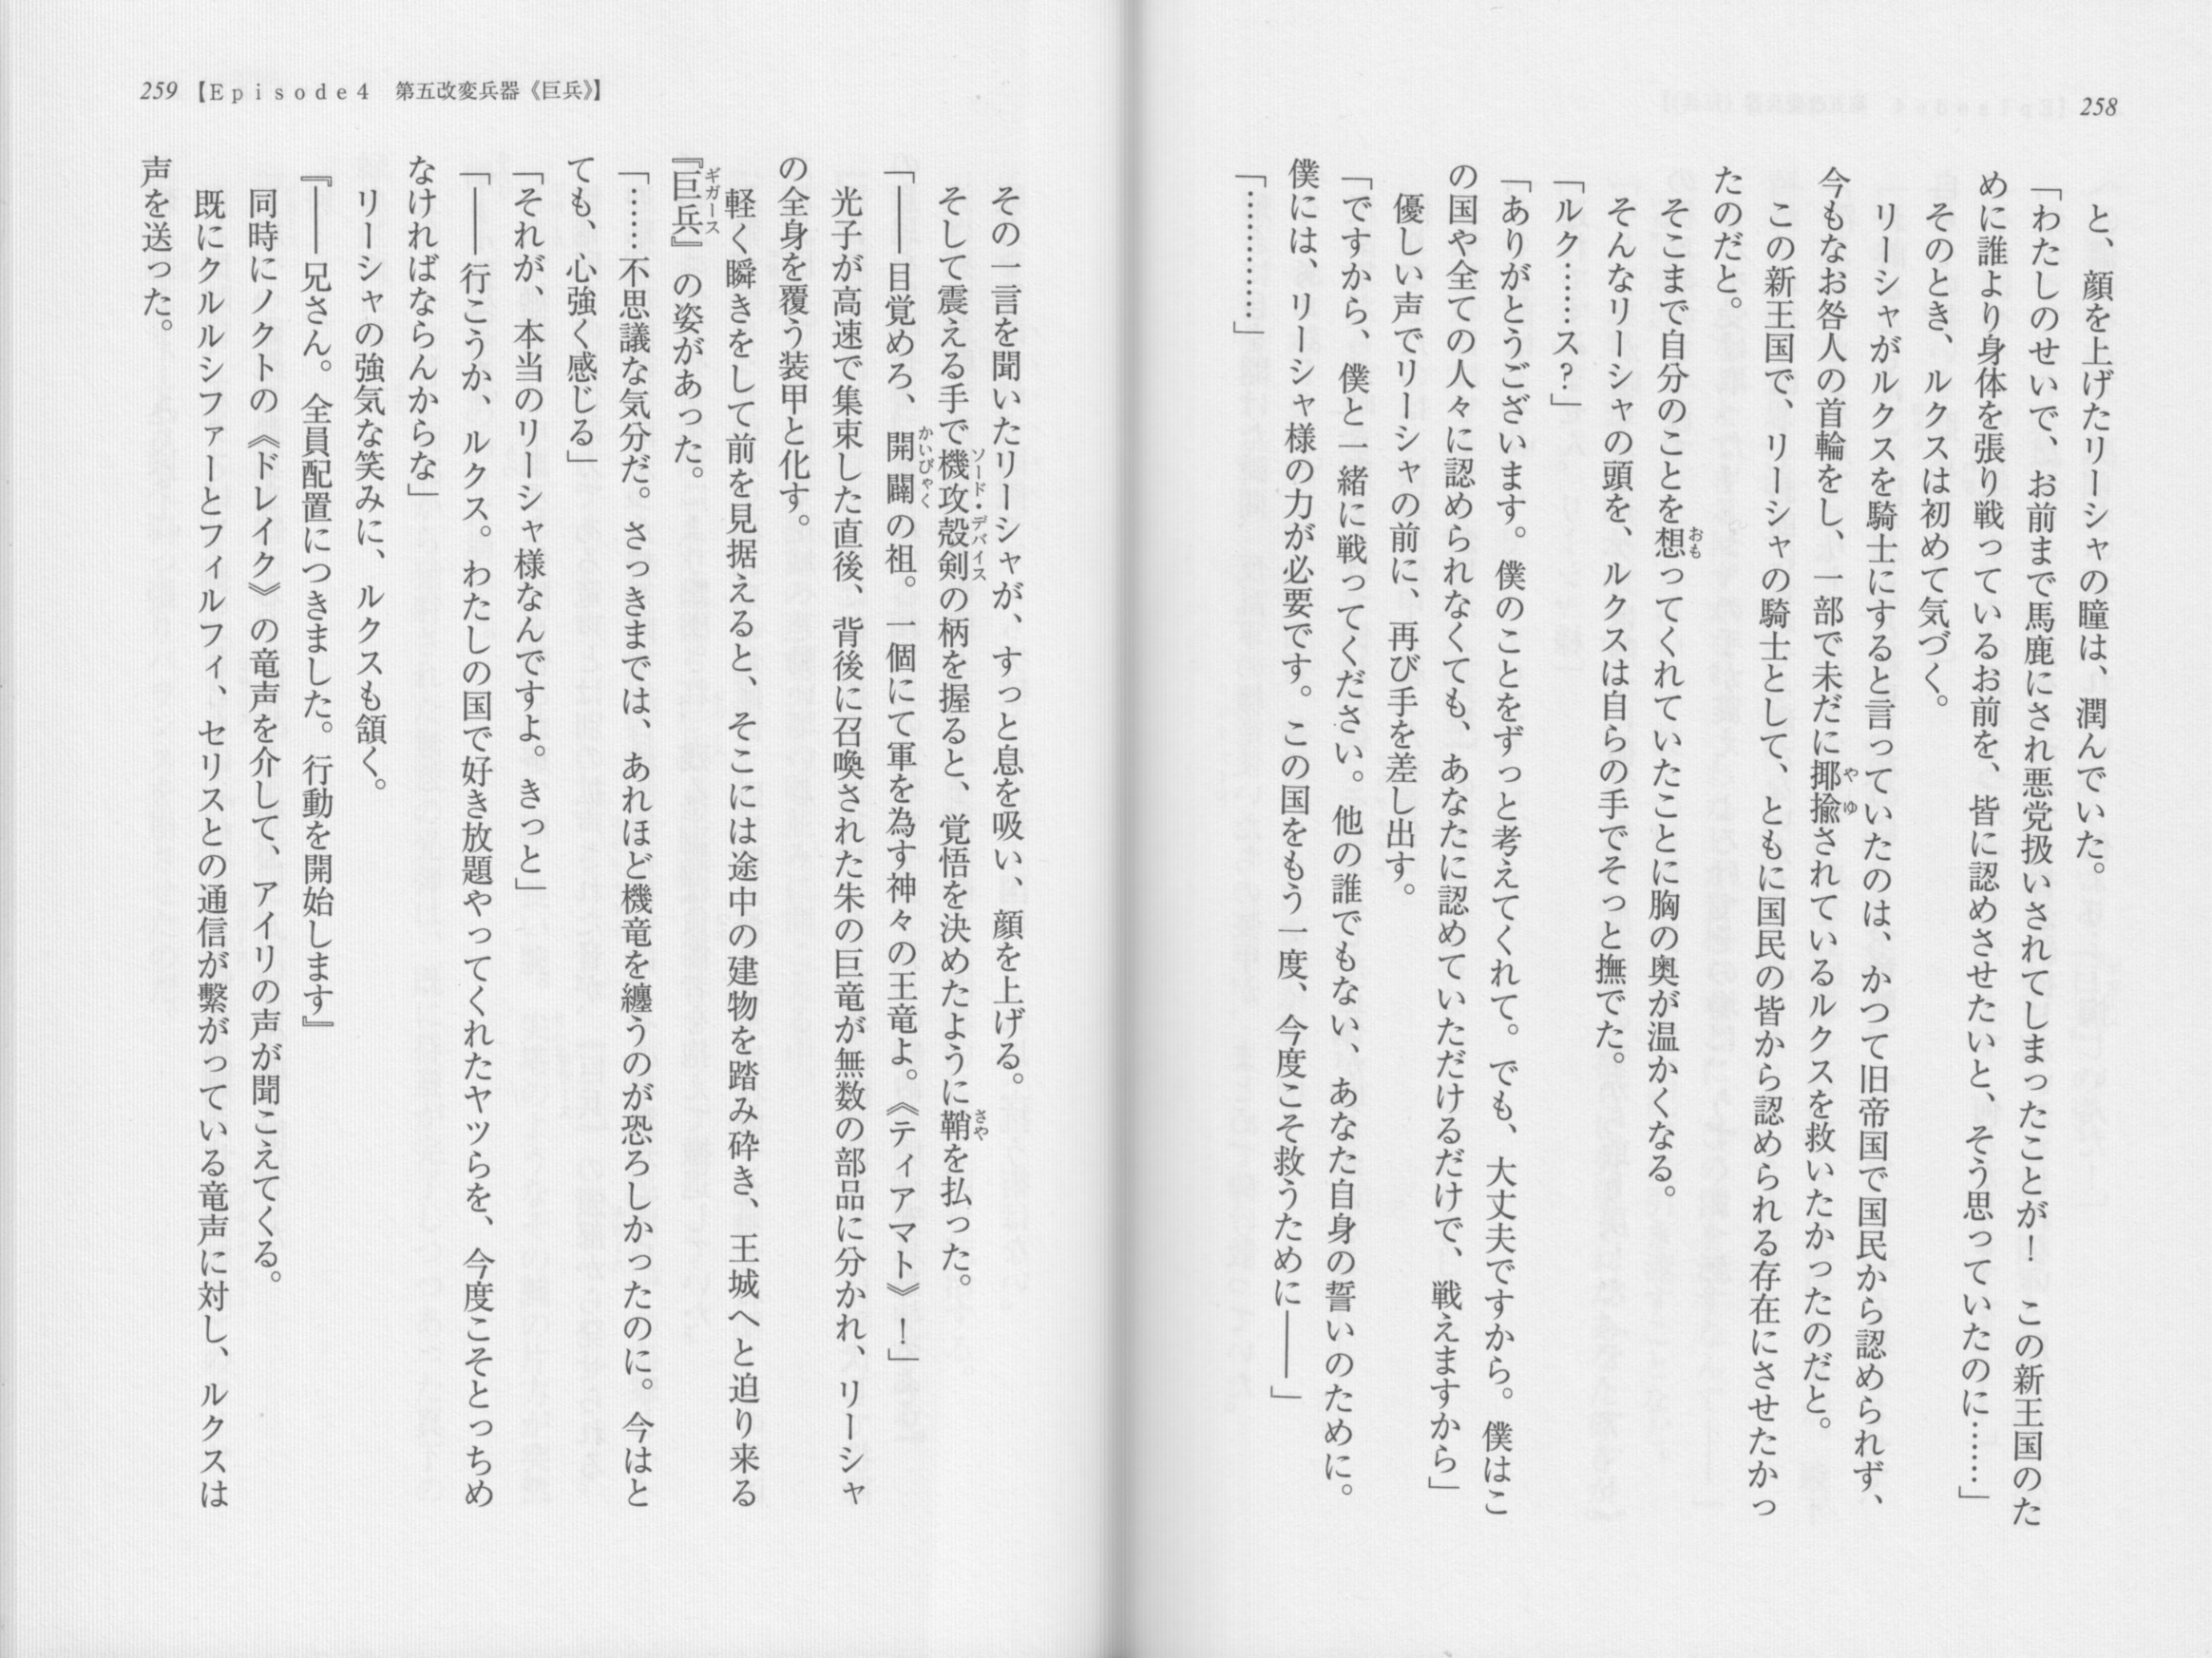 258
と、顔を上げたリーシャの瞳は、潤んでいた。
「わたしのせいで、お前まで馬鹿にされ悪党扱いされてしまったことが！　この新王国のた
めに誰より身体を張り戦っているお前を、皆に認めさせたいと、そう思っていたのに……」
そのとき、ルクスは初めて気づく。
リーシャがルクスを騎士にすると言っていたのは、かつて旧帝国で国民から認められず、
今もなお咎人の首輪をし、一部で未だに揶揄されているルクスを救いたかったのだと。
この新王国で、リーシャの騎士として、ともに国民の皆から認められる存在にさせたかっ
たのだと。
そこまで自分のことを想ってくれていたことに胸の奥が温かくなる。
そんなリーシャの頭を、ルクスは自らの手でそっと撫でた。
「ルク……ス？」
「ありがとうございます。僕のことをずっと考えてくれて。でも、大丈夫ですから。僕はこ
の国や全ての人々に認められなくても、あなたに認めていただけるだけで、戦えますから」
優しい声でリーシャの前に、再び手を差し出す。
「ですから、僕と一緒に戦ってください。他の誰でもない、あなた自身の誓いのために。
僕には、リーシャ様の力が必要です。この国をもう一度、今度こそ救うために――」
「…………」
259【Episode4　第五改変兵器《巨兵》】
その一言を聞いたリーシャが、すっと息を吸い、顔を上げる。
そして震える手で機攻殻剣の柄を握ると、覚悟を決めたように鞘を払った。
「――目覚めろ、開闢の祖。一個にて軍を為す神々の王竜よ。《ティアマト》！」
光子が高速で集束した直後、背後に召喚された朱の巨竜が無数の部品に分かれ、リーシャ
の全身を覆う装甲と化す。
軽く瞬きをして前を見据えると、そこには途中の建物を踏み砕き、王城へと迫り来る
『巨兵』の姿があった。
「……不思議な気分だ。さっきまでは、あれほど機竜を纏うのが恐ろしかったのに。今はと
ても、心強く感じる」
「それが、本当のリーシャ様なんですよ。きっと」
「――行こうか、ルクス。わたしの国で好き放題やってくれたヤツらを、今度こそとっちめ
なければならんからな」
リーシャの強気な笑みに、ルクスも頷く。
『――兄さん。全員配置につきました。行動を開始します』
同時にノクトの《ドレイク》の竜声を介して、アイリの声が聞こえてくる。
既にクルルシファーとフィルフィ、セリスとの通信が繋がっている竜声に対し、ルクスは
声を送った。